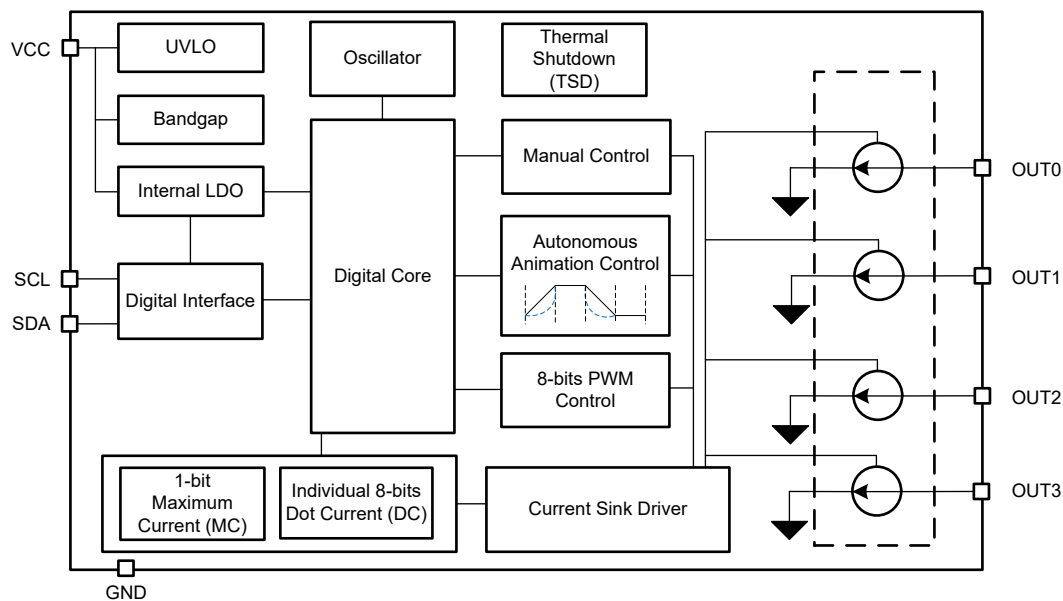 VCC
UVLO
Bandgap
Internal LDO
Oscillator
Thermal
Shutdown
(TSD)
SCL
SDA
Digital Interface
Digital Core
Manual Control
Autonomous
Animation Control
8-bits PWM
Control
1-bit
Maximum
Current (MC)
Individual 8-bits
Dot Current (DC)
Current Sink Driver
OUT0
OUT1
OUT2
OUT3
GND